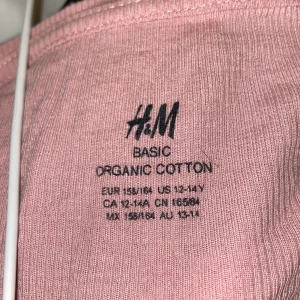 H&M
BASIC
ORGANIC COTTON
EUR 158/164 US 12-14Y
CA 12-14A CN 165/84
MX 158/164 AU 13-14